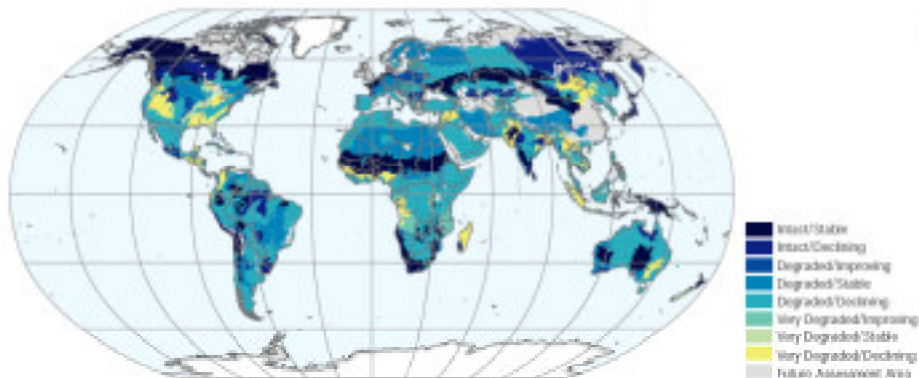 Intact/Stable
Intact/Declining
Degraded/Improving
Degraded/Stable
Degraded/Declining
Very Degraded/Improving
Very Degraded/Stable
Very Degraded/Declining
Future Assessment Area